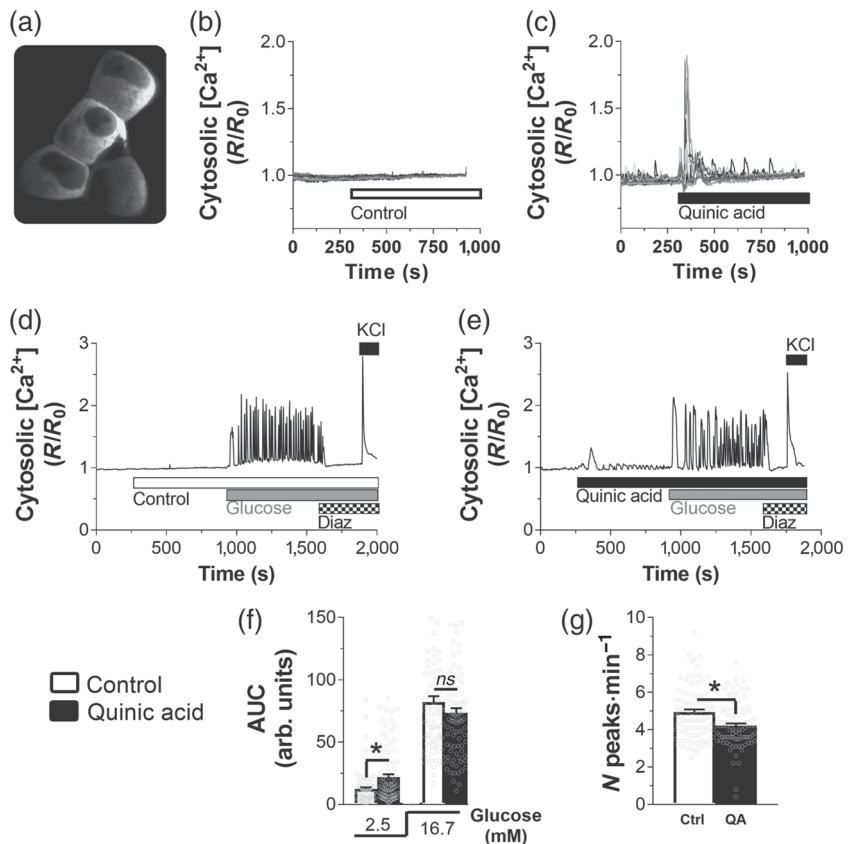 (a)
(b)
Cytosolic [Ca²⁺]
(R/R₀)
2.0
1.5
1.0
Control
0 250 500 750 1,000
Time (s)
(c)
Cytosolic [Ca²⁺]
(R/R₀)
2.0
1.5
1.0
Quinic acid
0 250 500 750 1,000
Time (s)
(d)
Cytosolic [Ca²⁺]
(R/R₀)
3
2
1
0
KCl
Control
Glucose
Diaz
0 500 1,000 1,500 2,000
Time (s)
(e)
Cytosolic [Ca²⁺]
(R/R₀)
3
2
1
0
KCl
Quinic acid
Glucose
Diaz
0 500 1,000 1,500 2,000
Time (s)
Control
Quinic acid
(f)
AUC
(arb. units)
150
100
50
0
*
ns
2.5 16.7
Glucose
(mM)
(g)
N peaks·min⁻¹
10
8
6
4
2
0
*
Ctrl QA